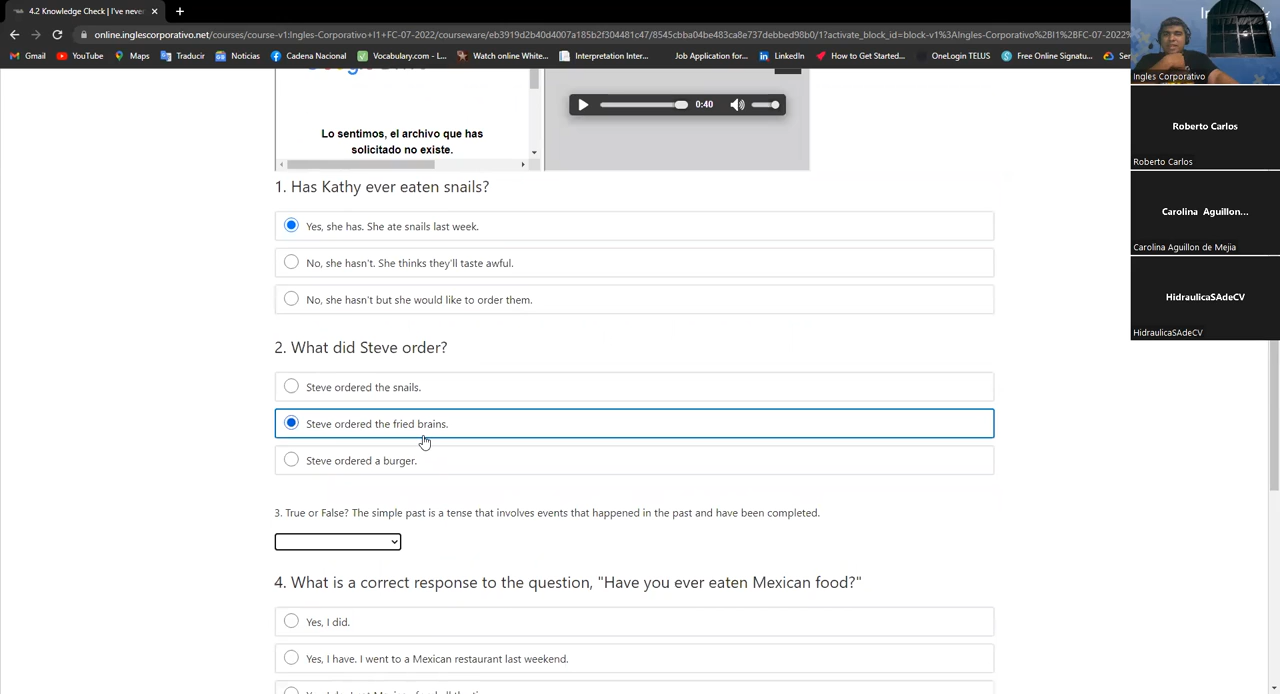 4.2 Knowledge Check | I've never
online.inglescorporativo.net/courses/course-v1:Ingles-Corporativo+I1+FC-07-2022/courseware/eb3919d2b40d4007a185b2f304481c47/8545cbba04be483ca8e737debbed98b0/1?activate_block_id=block-v1%3AIngles-Corporativo%2BI1%2BFC-07-2022%
Gmail YouTube Maps Traducir Noticias Cadena Nacional Vocabulary.com - L... Watch online White... Interpretation Inter... Job Application for... LinkedIn How to Get Started... OneLogin TELUS Free Online Signatu...
Lo sentimos, el archivo que has
solicitado no existe.
0:40
1. Has Kathy ever eaten snails?
Yes, she has. She ate snails last week.
No, she hasn't. She thinks they'll taste awful.
No, she hasn't but she would like to order them.
2. What did Steve order?
Steve ordered the snails.
Steve ordered the fried brains.
Steve ordered a burger.
3. True or False? The simple past is a tense that involves events that happened in the past and have been completed.
4. What is a correct response to the question, "Have you ever eaten Mexican food?"
Yes, I did.
Yes, I have. I went to a Mexican restaurant last weekend.
Ingles Corporativo
Roberto Carlos
Roberto Carlos
Carolina Aguillon...
Carolina Aguillon de Mejia
HidraulicaSAdeCV
HidraulicaSAdeCV